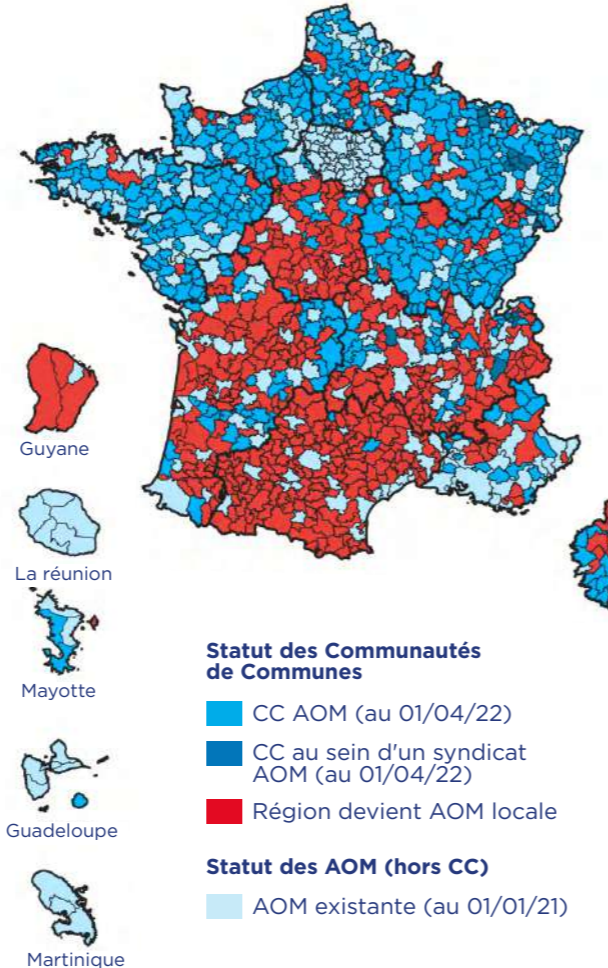 Guyane
La réunion
Mayotte
Guadeloupe
Martinique
Statut des Communautés
de Communes
CC AOM (au 01/04/22)
CC au sein d'un syndicat
AOM (au 01/04/22)
Région devient AOM locale
Statut des AOM (hors CC)
AOM existante (au 01/01/21)